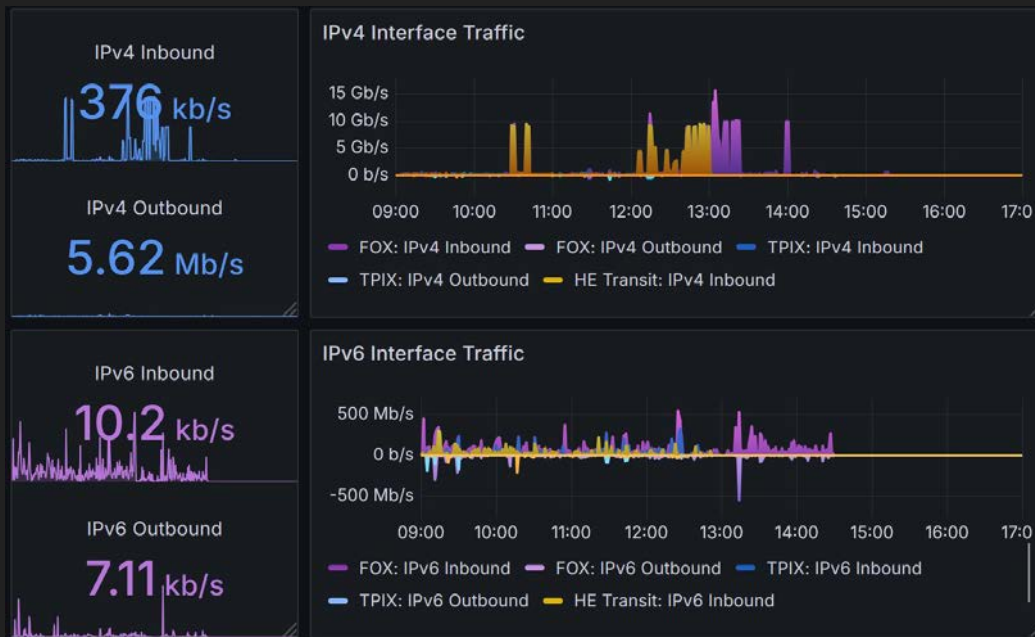 IPv4 Inbound
376 kb/s
IPv4 Outbound
5.62 Mb/s
IPv4 Interface Traffic
15 Gb/s
10 Gb/s
5 Gb/s
0 b/s
09:00 10:00 11:00 12:00 13:00 14:00 15:00 16:00 17:0
FOX: IPv4 Inbound FOX: IPv4 Outbound TPIX: IPv4 Inbound
TPIX: IPv4 Outbound HE Transit: IPv4 Inbound
IPv6 Inbound
10.2 kb/s
IPv6 Outbound
7.11 kb/s
IPv6 Interface Traffic
500 Mb/s
0 b/s
-500 Mb/s
09:00 10:00 11:00 12:00 13:00 14:00 15:00 16:00 17:0
FOX: IPv6 Inbound FOX: IPv6 Outbound TPIX: IPv6 Inbound
TPIX: IPv6 Outbound HE Transit: IPv6 Inbound